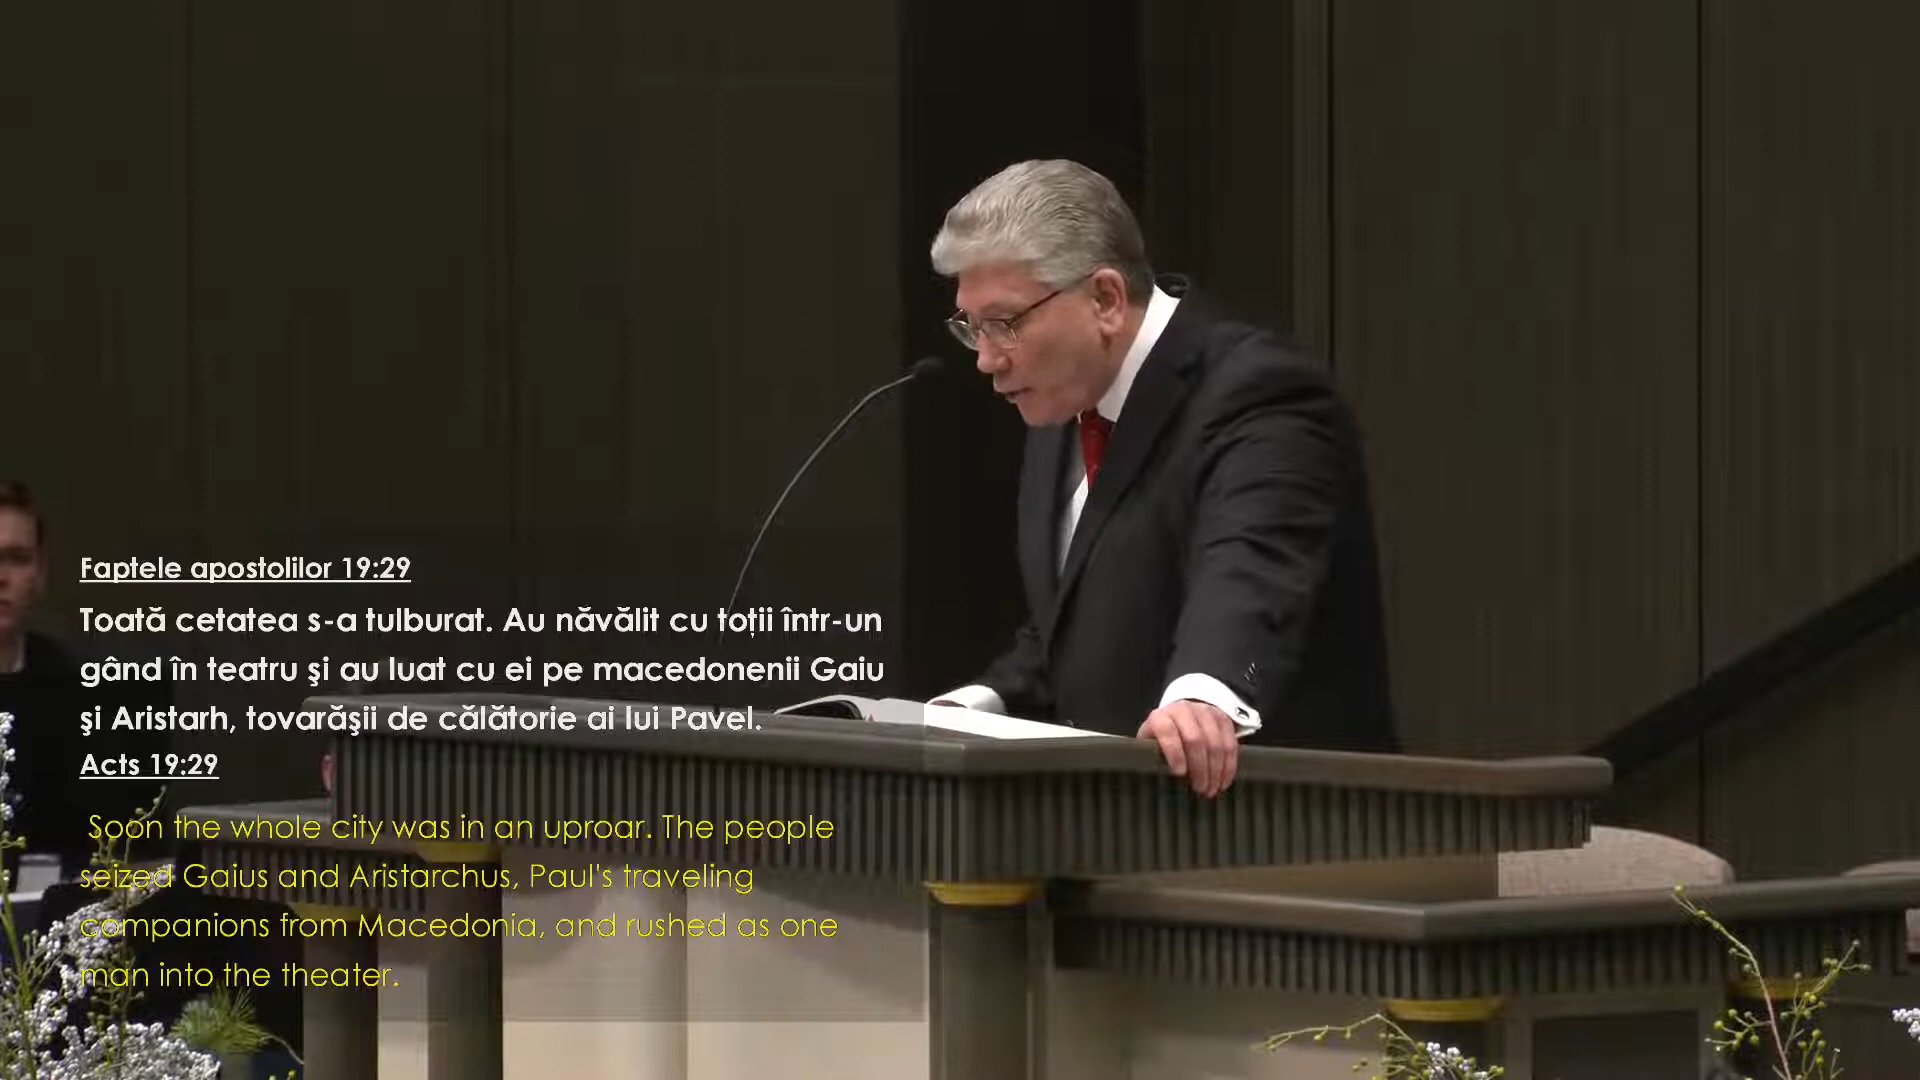 Faptele apostolilor 19:29
Toată cetatea s-a tulburat. Au năvălit cu toții într-un
gând în teatru şi au luat cu ei pe macedonenii Gaiu
şi Aristarh, tovarăşii de călătorie ai lui Pavel.
Acts 19:29
Soon the whole city was in an uproar. The people
seized Gaius and Aristarchus, Paul's traveling
companions from Macedonia, and rushed as one
man into the theater.